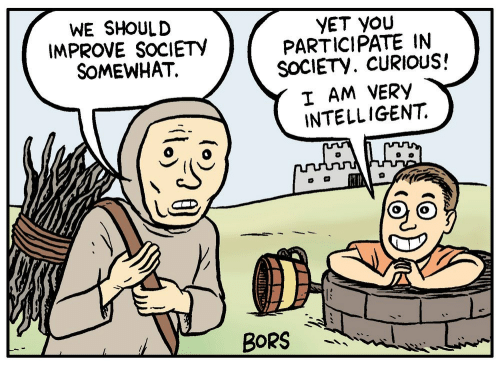 WE SHOULD
IMPROVE SOCIETY
SOMEWHAT.
YET YOU
PARTICIPATE IN
SOCIETY. CURIOUS!
I AM VERY
INTELLIGENT.
BORS